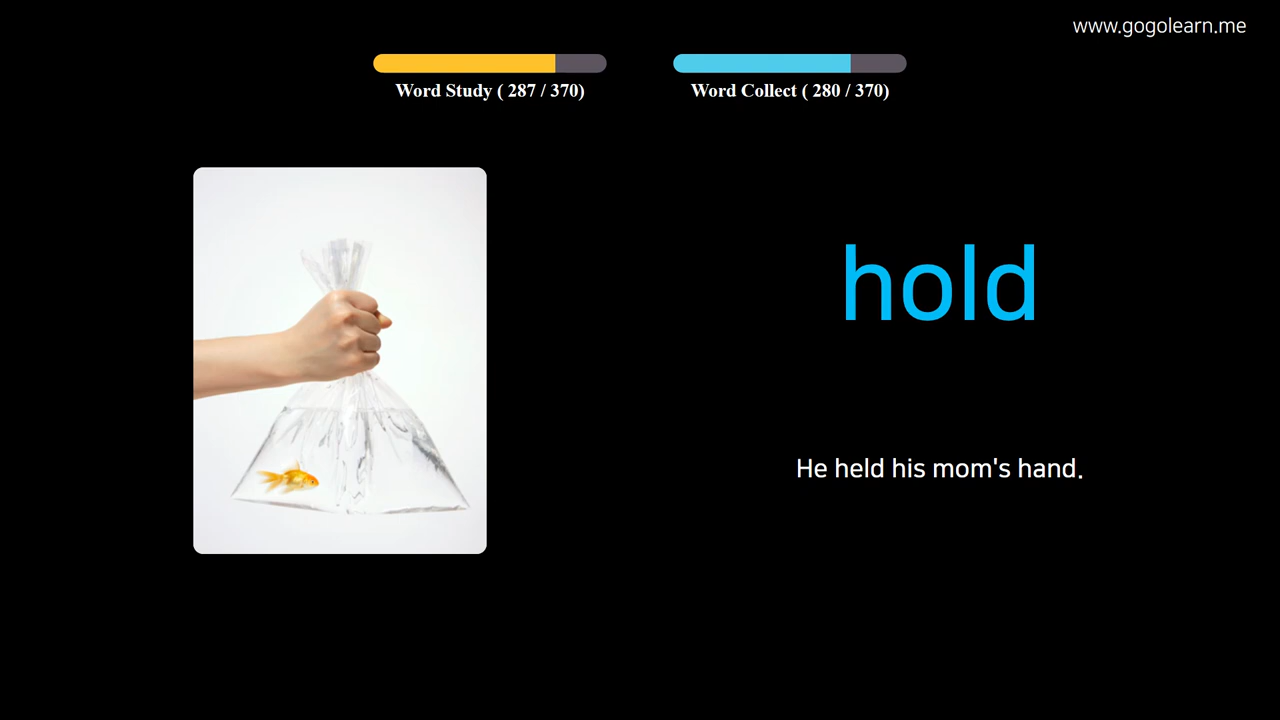 www.gogolearn.me
Word Study ( 287 / 370)
Word Collect ( 280 / 370)
hold
He held his mom's hand.